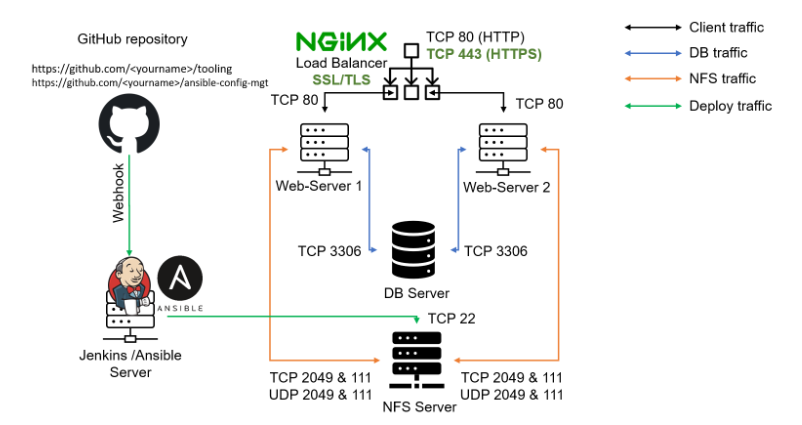 GitHub repository
https://github.com/<yourname>/tooling
https://github.com/<yourname>/ansible-config-mgt
NGINX
Load Balancer
SSL/TLS
TCP 80 (HTTP)
TCP 443 (HTTPS)
Client traffic
DB traffic
NFS traffic
Deploy traffic
TCP 80
TCP 80
Web-Server 1
Web-Server 2
Webhook
TCP 3306
TCP 3306
DB Server
ANSIBLE
Jenkins /Ansible
Server
TCP 22
TCP 2049 & 111
UDP 2049 & 111
TCP 2049 & 111
UDP 2049 & 111
NFS Server